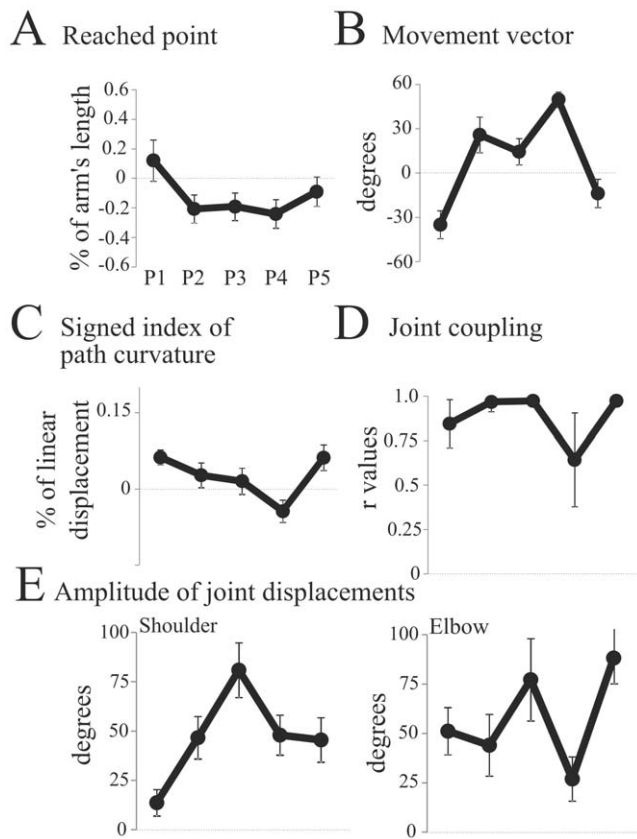 A Reached point
% of arm's length
0.6
0.4
0.2
0
-0.2
-0.4
-0.6
P1 P2 P3 P4 P5
B Movement vector
degrees
60
30
0
-30
-60
C Signed index of
path curvature
% of linear
displacement
0.15
0
D Joint coupling
r values
1.0
0.75
0.5
0.25
0
E Amplitude of joint displacements
Shoulder
degrees
100
75
50
25
0
Elbow
degrees
100
75
50
25
0